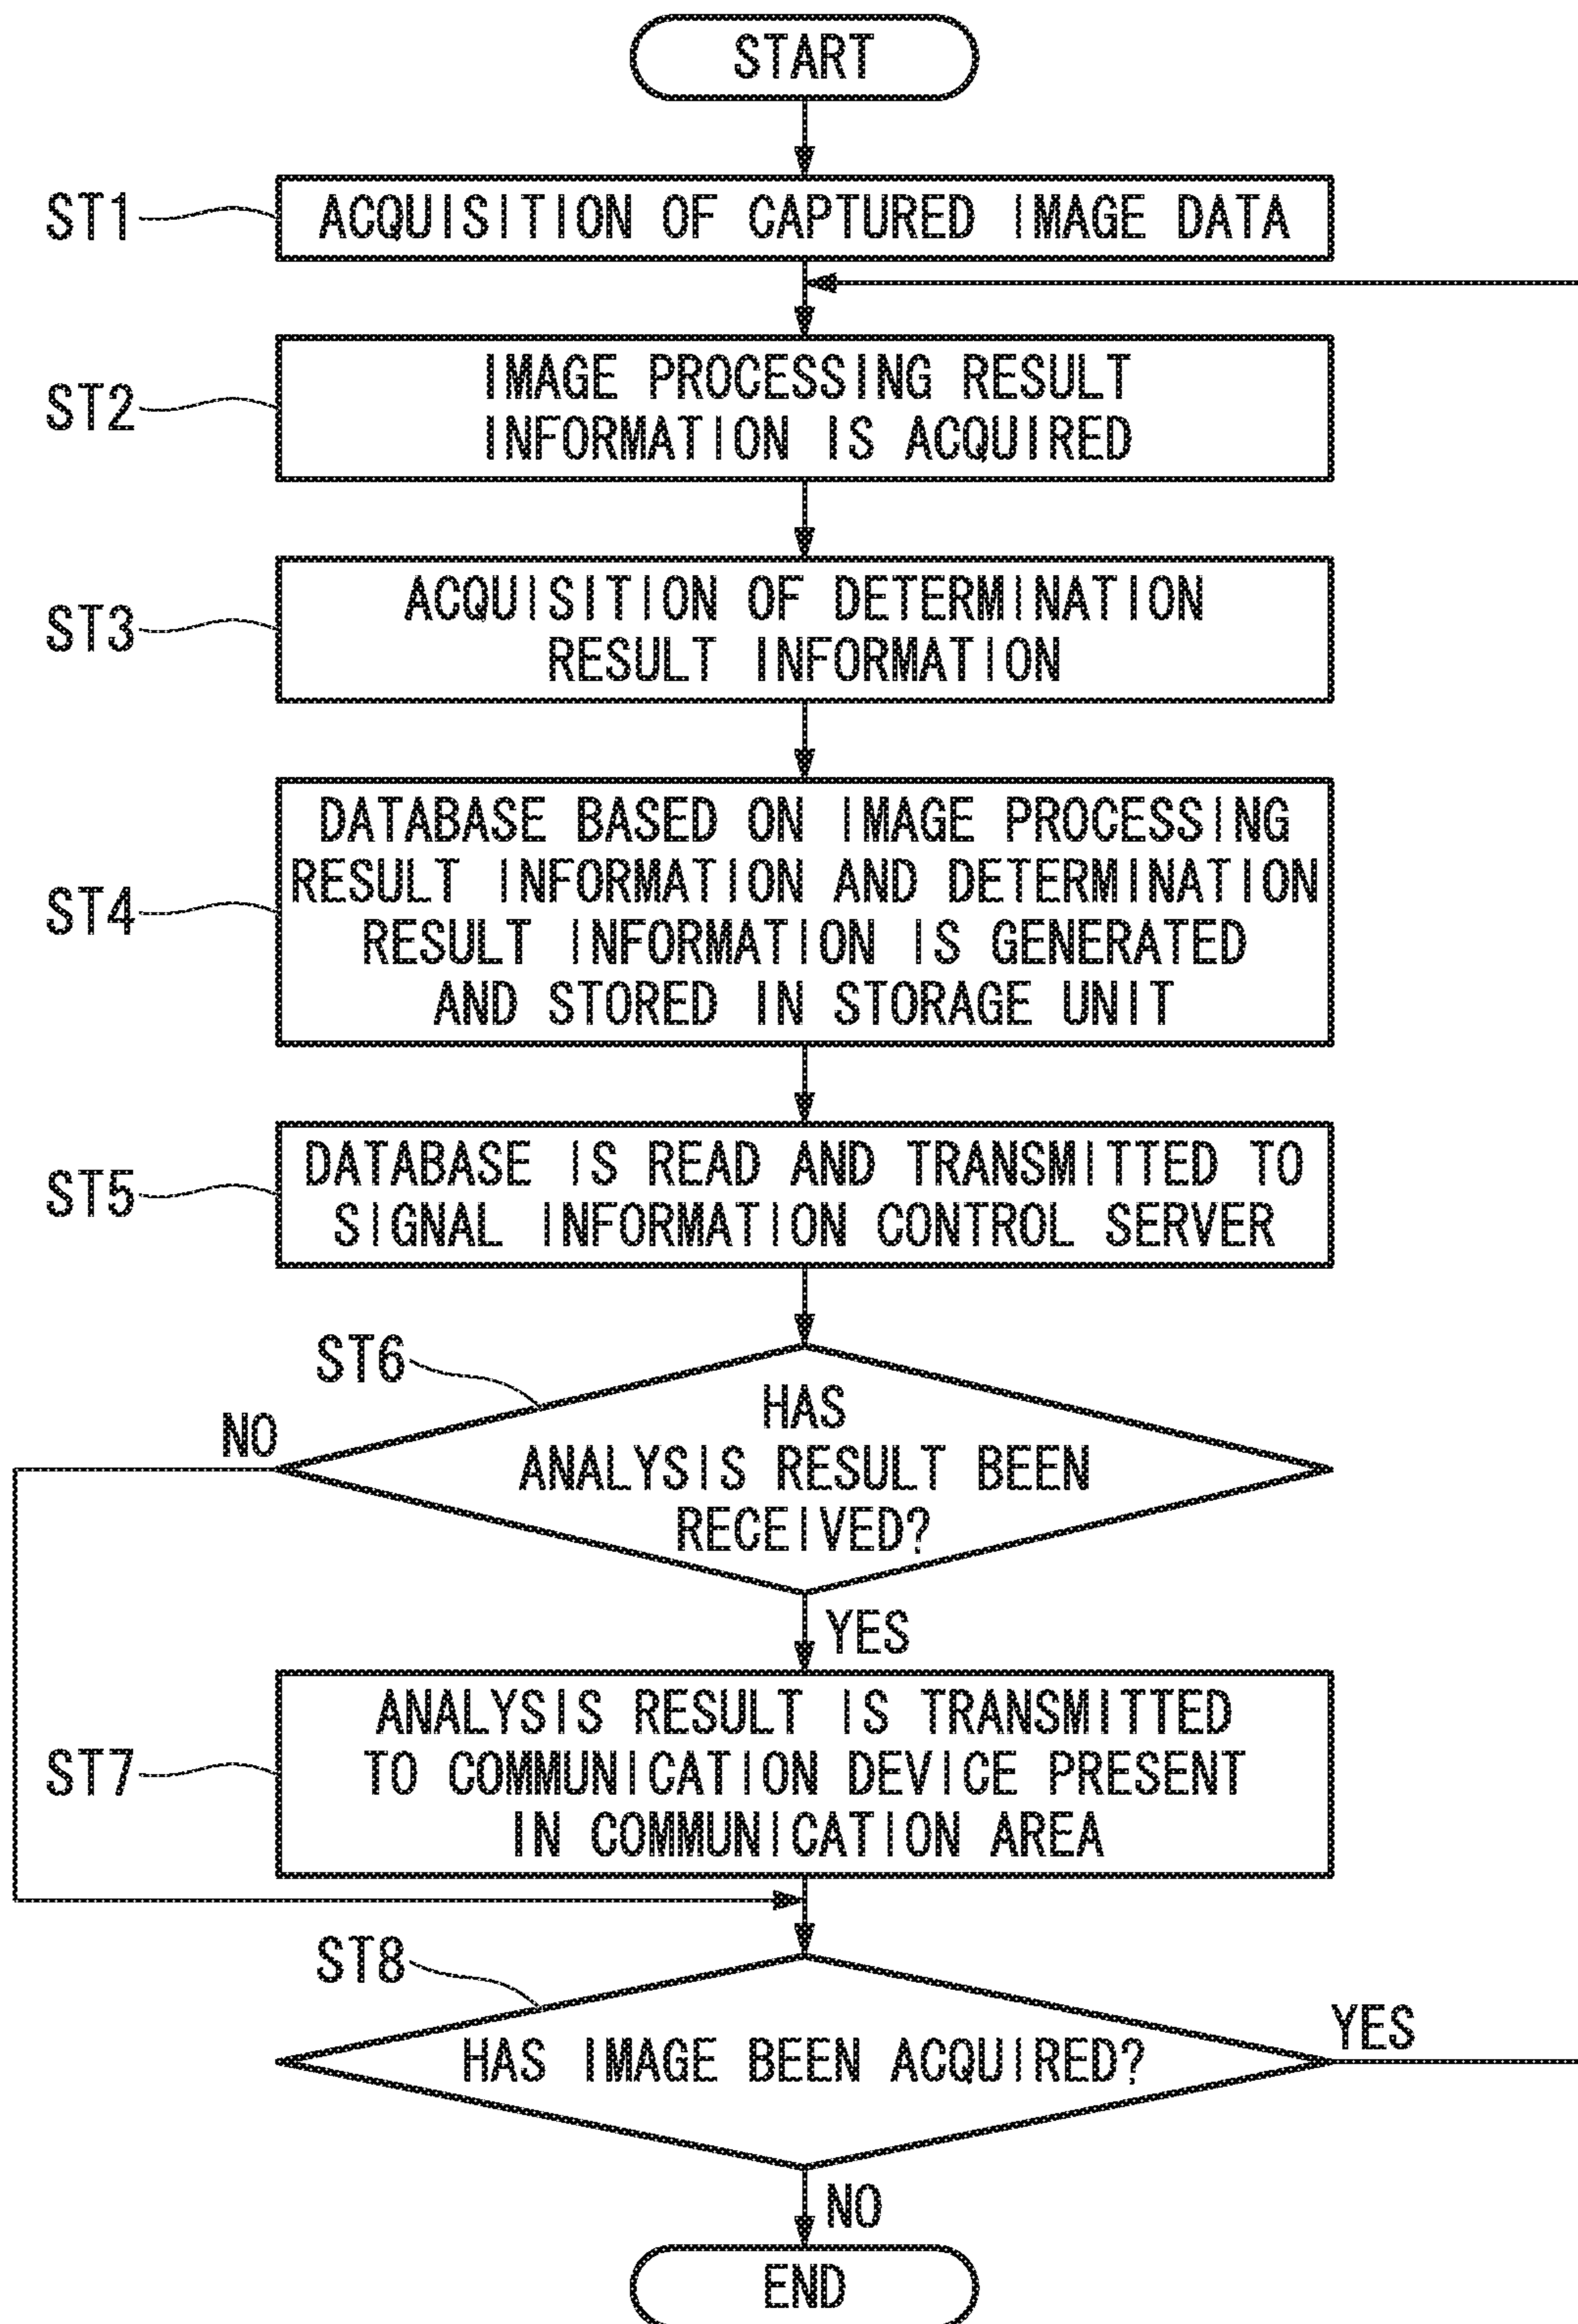 START
ST1
ACQUISITION OF CAPTURED IMAGE DATA
ST2
IMAGE PROCESSING RESULT
INFORMATION IS ACQUIRED
ST3
ACQUISITION OF DETERMINATION
RESULT INFORMATION
ST4
DATABASE BASED ON IMAGE PROCESSING
RESULT INFORMATION AND DETERMINATION
RESULT INFORMATION IS GENERATED
AND STORED IN STORAGE UNIT
ST5
DATABASE IS READ AND TRANSMITTED TO
SIGNAL INFORMATION CONTROL SERVER
ST6
HAS
ANALYSIS RESULT BEEN
RECEIVED?
NO
YES
ST7
ANALYSIS RESULT IS TRANSMITTED
TO COMMUNICATION DEVICE PRESENT
IN COMMUNICATION AREA
ST8
HAS IMAGE BEEN ACQUIRED?
YES
NO
END